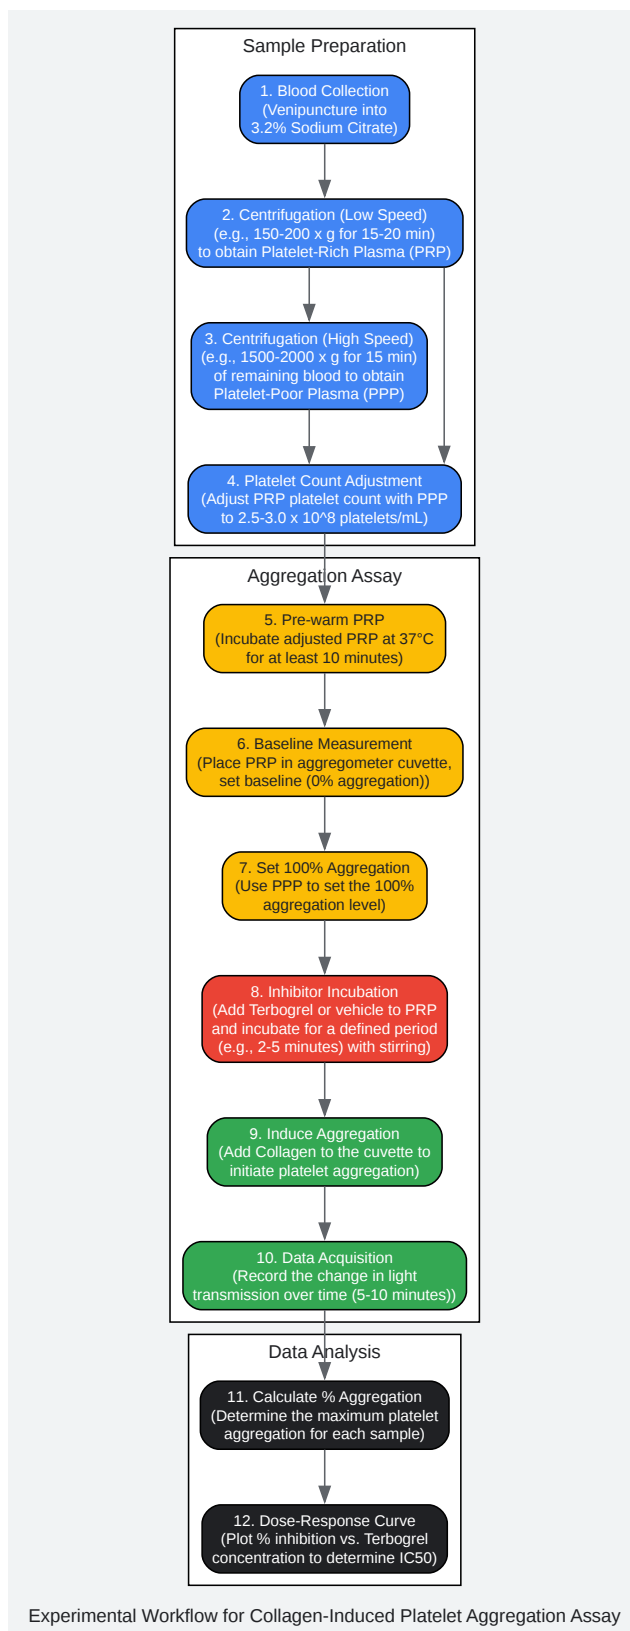 Sample Preparation
1. Blood Collection
(Venipuncture into
3.2% Sodium Citrate)
2. Centrifugation (Low Speed)
(e.g., 150-200 x g for 15-20 min)
to obtain Platelet-Rich Plasma (PRP)
3. Centrifugation (High Speed)
(e.g., 1500-2000 x g for 15 min)
of remaining blood to obtain
Platelet-Poor Plasma (PPP)
4. Platelet Count Adjustment
(Adjust PRP platelet count with PPP
to 2.5-3.0 x 10^8 platelets/mL)
Aggregation Assay
5. Pre-warm PRP
(Incubate adjusted PRP at 37°C
for at least 10 minutes)
6. Baseline Measurement
(Place PRP in aggregometer cuvette,
set baseline (0% aggregation))
7. Set 100% Aggregation
(Use PPP to set the 100%
aggregation level)
8. Inhibitor Incubation
(Add Terbogrel or vehicle to PRP
and incubate for a defined period
(e.g., 2-5 minutes) with stirring)
9. Induce Aggregation
(Add Collagen to the cuvette to
initiate platelet aggregation)
10. Data Acquisition
(Record the change in light
transmission over time (5-10 minutes))
Data Analysis
11. Calculate % Aggregation
(Determine the maximum platelet
aggregation for each sample)
12. Dose-Response Curve
(Plot % inhibition vs. Terbogrel
concentration to determine IC50)
Experimental Workflow for Collagen-Induced Platelet Aggregation Assay